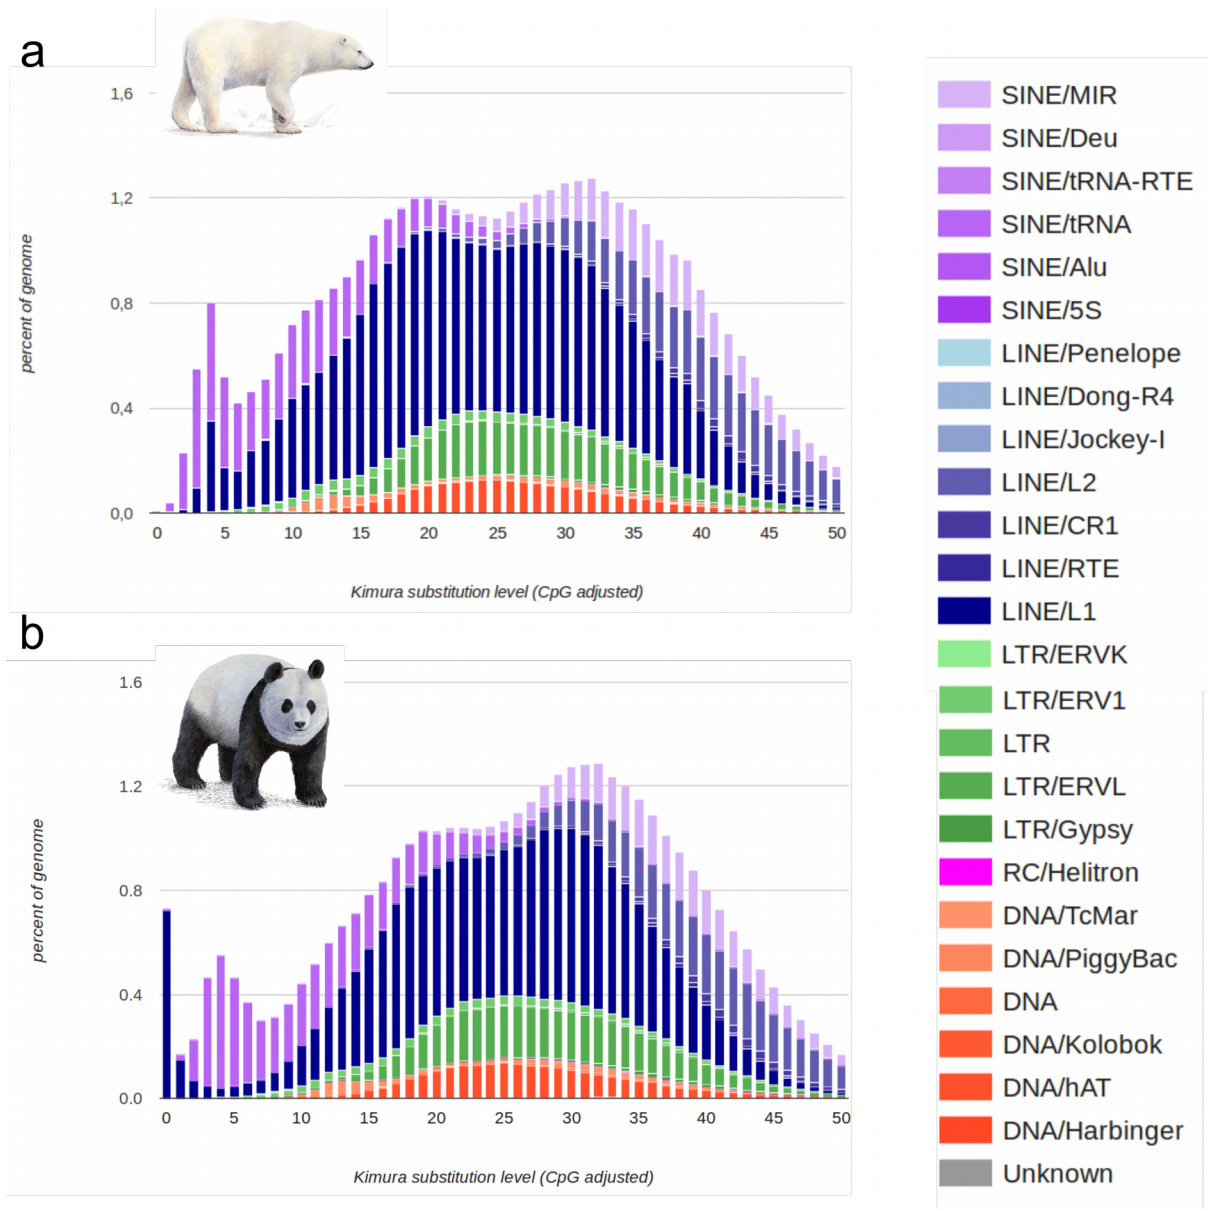 a
1,6
1,2
0,8
0,4
0,0
percent of genome
0 5 10 15 20 25 30 35 40 45 50
Kimura substitution level (CpG adjusted)
b
1.6
1.2
0.8
0.4
0.0
percent of genome
0 5 10 15 20 25 30 35 40 45 50
Kimura substitution level (CpG adjusted)
SINE/MIR
SINE/Deu
SINE/tRNA-RTE
SINE/tRNA
SINE/Alu
SINE/5S
LINE/Penelope
LINE/Dong-R4
LINE/Jockey-I
LINE/L2
LINE/CR1
LINE/RTE
LINE/L1
LTR/ERVK
LTR/ERV1
LTR
LTR/ERVL
LTR/Gypsy
RC/Helitron
DNA/TcMar
DNA/PiggyBac
DNA
DNA/Kolobok
DNA/hAT
DNA/Harbinger
Unknown